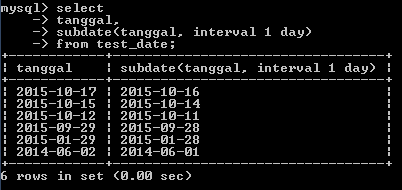 mysql> select
    -> tanggal,
    -> subdate(tanggal, interval 1 day)
    -> from test_date;
+------------+----------------------------------+
| tanggal    | subdate(tanggal, interval 1 day) |
+------------+----------------------------------+
| 2015-10-17 | 2015-10-16                       |
| 2015-10-15 | 2015-10-14                       |
| 2015-10-12 | 2015-10-11                       |
| 2015-09-29 | 2015-09-28                       |
| 2015-01-29 | 2015-01-28                       |
| 2014-06-02 | 2014-06-01                       |
+------------+----------------------------------+
6 rows in set (0.00 sec)